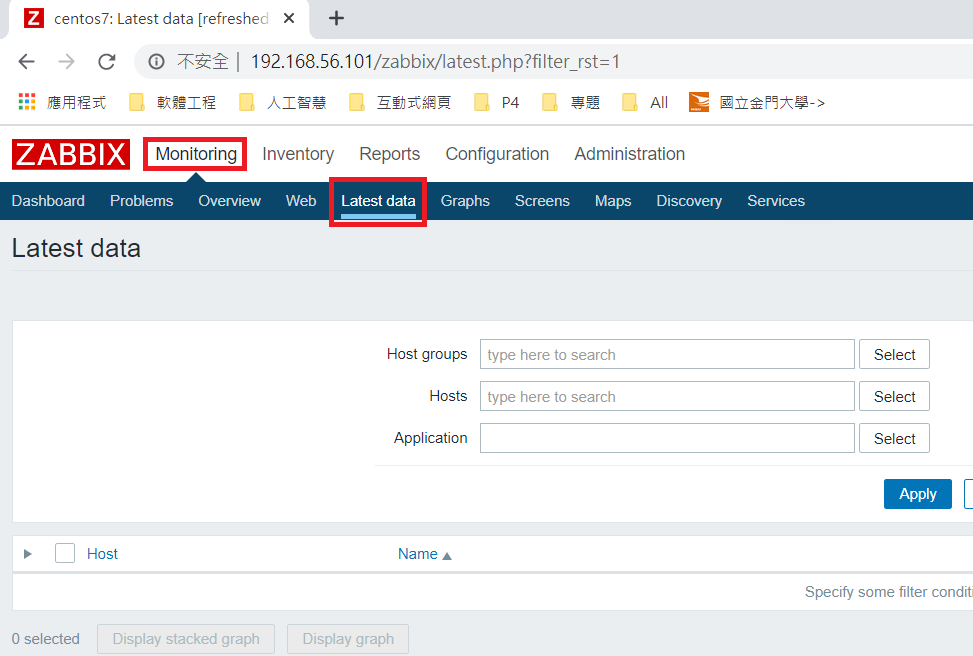 Z centos7: Latest data [refreshed
不安全 | 192.168.56.101/zabbix/latest.php?filter_rst=1
應用程式 軟體工程 人工智慧 互動式網頁 P4 專題 All 國立金門大學->
ZABBIX Monitoring Inventory Reports Configuration Administration
Dashboard Problems Overview Web Latest data Graphs Screens Maps Discovery Services
Latest data
Host groups type here to search Select
Hosts type here to search Select
Application Select
Apply
Host Name
Specify some filter conditi
0 selected Display stacked graph Display graph